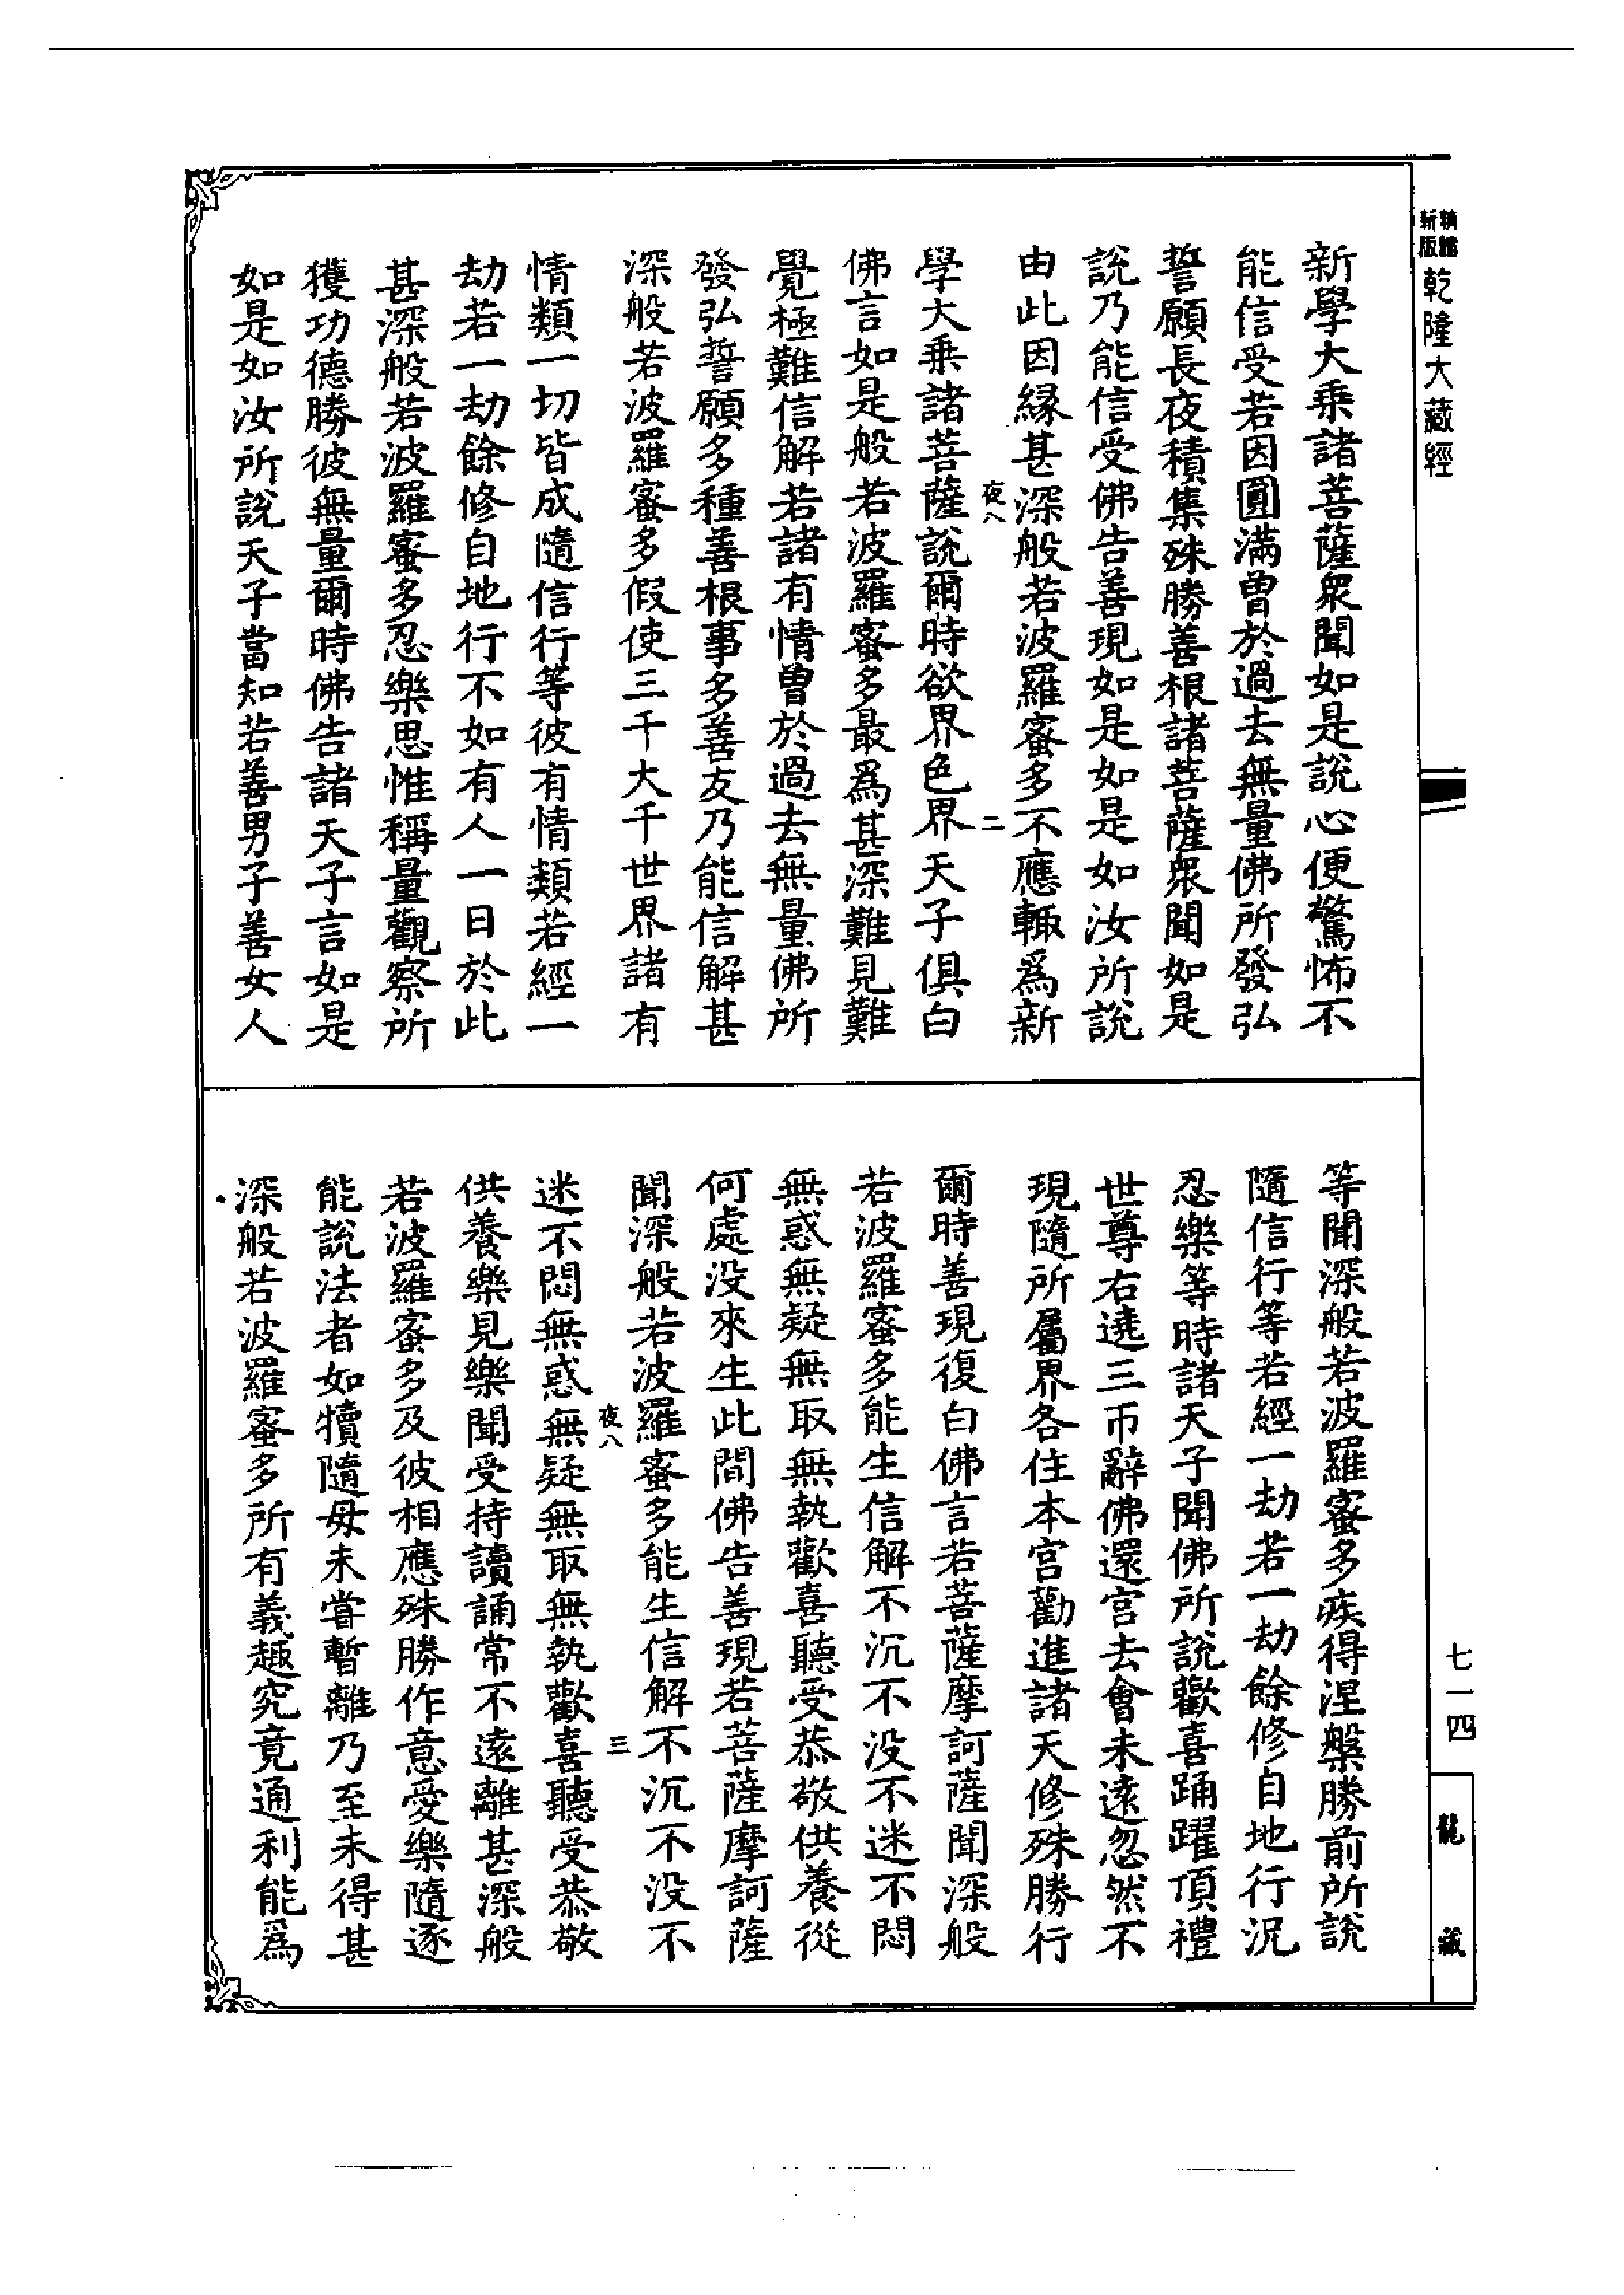 新學大乘諸菩薩衆聞如是說心便驚怖不
能信受若因圓滿曾於過去無量佛所發弘
誓願長夜積集殊勝善根諸菩薩衆聞如是
說乃能信受佛告善現如是如是如汝所說
由此因緣甚深般若波羅蜜多不應輒爲新
夜八
二
學大乘諸菩薩說爾時欲界色界天子俱白
佛言如是般若波羅蜜多最爲甚深難見難
覺極難信解若諸有情曾於過去無量佛所
發弘誓願多種善根事多善友乃能信解甚
深般若波羅蜜多假使三千大千世界諸有
情類一切皆成隨信行等彼有情類若經一
劫若一劫餘修自地行不如有人一日於此
甚深般若波羅蜜多忍樂思惟稱量觀察所
獲功德勝彼無量爾時佛告諸天子言如是
如是如汝所說天子當知若善男子善女人
等聞深般若波羅蜜多疾得涅槃勝前所說
隨信行等若經一劫若一劫餘修自地行況
忍樂等時諸天子聞佛所說歡喜踊躍頂禮
世尊右遶三帀辭佛還宮去會未遠忽然不
現隨所屬界各住本宮勸進諸天修殊勝行
爾時善現復白佛言若菩薩摩訶薩聞深般
若波羅蜜多能生信解不沉不没不迷不悶
無惑無疑無取無執歡喜聽受恭敬供養從
何處没來生此間佛告善現若菩薩摩訶薩
聞深般若波羅蜜多能生信解不沉不没不
夜八
三
迷不悶無惑無疑無取無執歡喜聽受恭敬
供養樂見樂聞受持讀誦常不遠離甚深般
若波羅蜜多及彼相應殊勝作意愛樂隨逐
能說法者如犢隨母未甞暫離乃至未得甚
深般若波羅蜜多所有義趣究竟通利能爲
新版
精縮
乾隆大藏經
七一四
龍藏